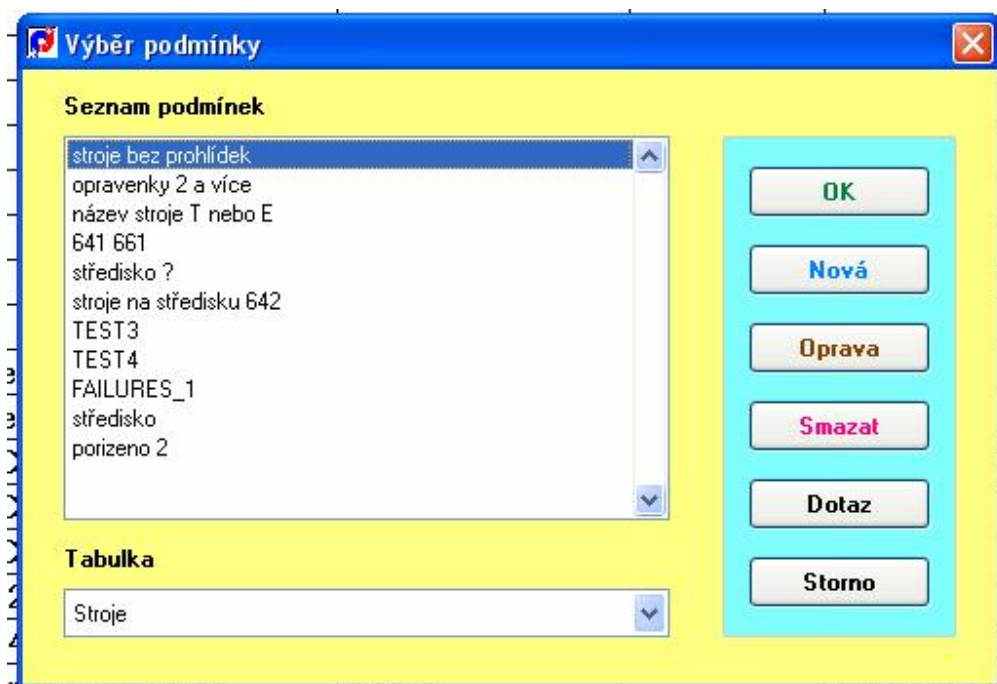 Výběr podmínky
Seznam podmínek
stroje bez prohlídek
opravenky 2 a více
název stroje T nebo E
641 661
středisko ?
stroje na středisku 642
TEST3
TEST4
FAILURES_1
středisko
porizeno 2
Tabulka
Stroje
OK
Nová
Oprava
Smazat
Dotaz
Storno